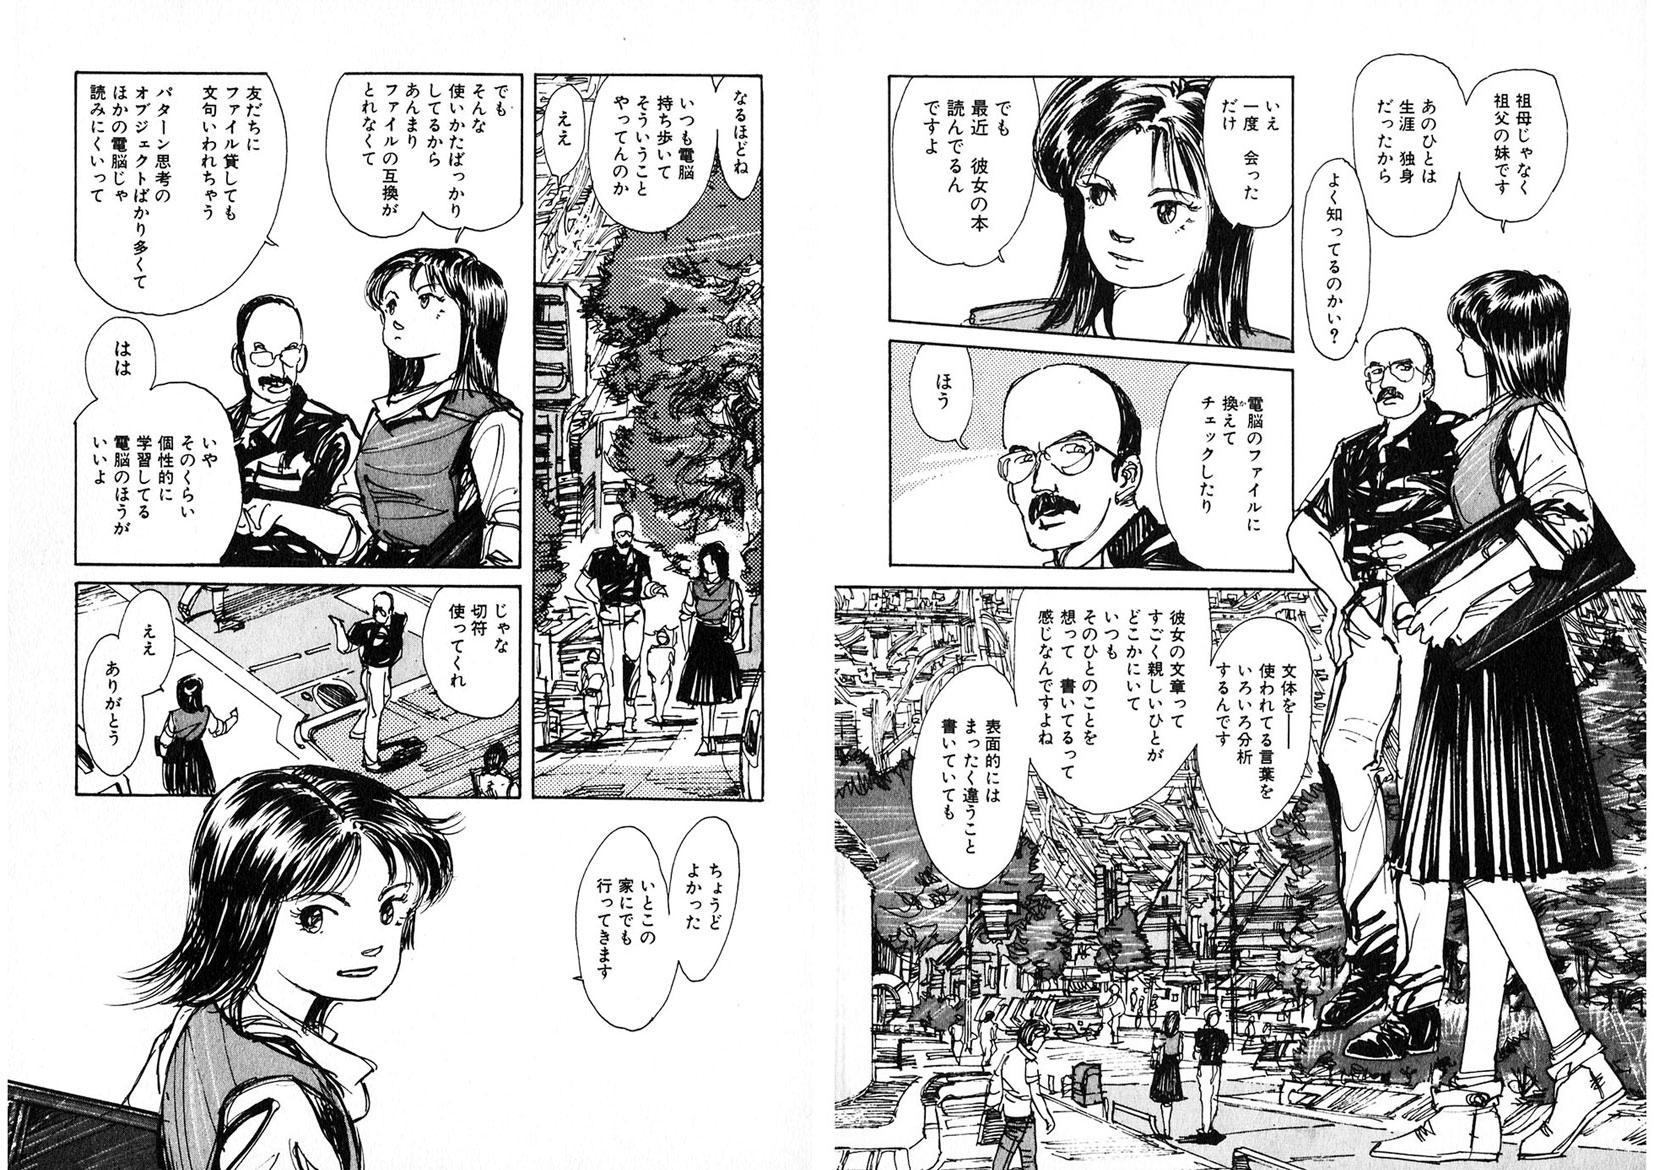 祖母じゃなく
祖父の妹です
あのひとは
生涯 独身
だったから
よく知ってるのかい?
いえ
一度 会った
だけ
でも
最近 彼女の本
読んでるん
ですよ
電脳のファイルに
換えて
か
チェックしたり
ほう
文体を――
使われてる言葉を
いろいろ分析
するんです
彼女の文章って
すごく親しいひとが
どこかにいて
いつも
そのひとのことを
想って 書いてるって
感じなんですよね
表面的には
まったく違うこと
書いていても
なるほどね
いつも電脳
持ち歩いて
そういうこと
やってんのか
ええ
でも
そんな
使いかたばっかり
してるから
あんまり
ファイルの互換が
とれなくて
友だちに
ファイル貸しても
文句いわれちゃう
パターン思考の
オブジェクトばかり多くて
ほかの電脳じゃ
読みにくいって
はは
いや
そのくらい
個性的に
学習してる
電脳のほうが
いいよ
じゃな
切符
使ってくれ
ええ
ありがとう
ちょうど
よかった
いとこの
家にでも
行ってきます